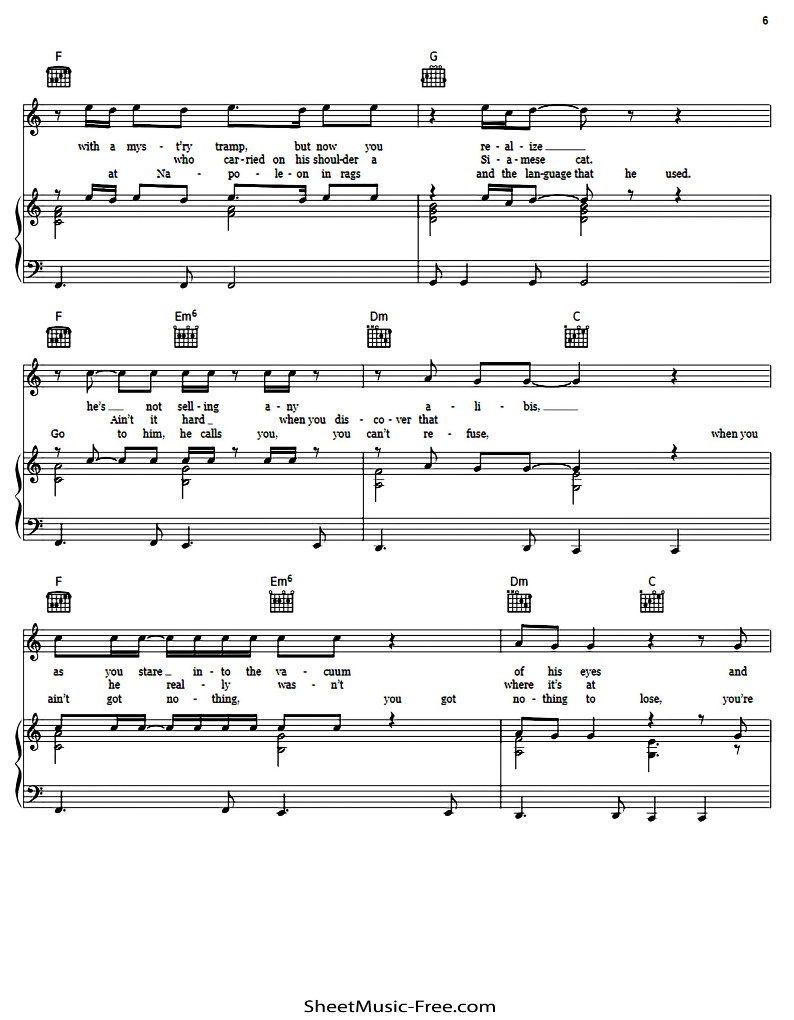 6
F G
with a mys - t'ry tramp, but now you re - al - ize
who car - ried on his shoul - der a Si - a - mese cat.
at Na - po - le - on in rags and the lan - guage that he used.
F Em6 Dm C
he's not sell - ing a - ny a - li - bis,
Ain't it hard when you dis - co - ver that
Go to him, he calls you, you can't re - fuse, when you
F Em6 Dm C
as you stare in - to the va - cuum of his eyes and
he real - ly was - n't where it's at
ain't got no - thing, you got no - thing to lose, you're
SheetMusic-Free.com